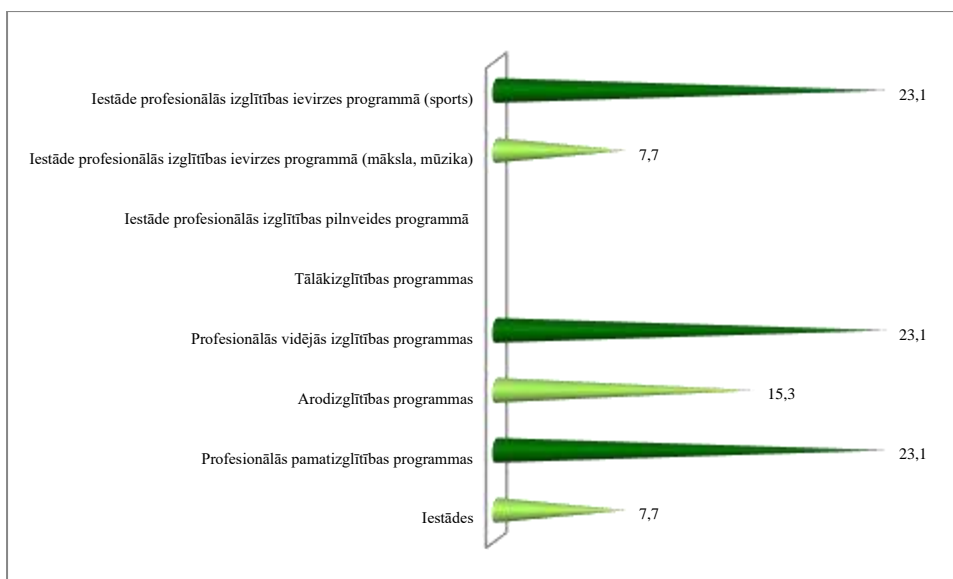 Iestāde profesionālās izglītības ievirzes programmā (sports)
23,1
Iestāde profesionālās izglītības ievirzes programmā (māksla, mūzika)
7,7
Iestāde profesionālās izglītības pilnveides programmā
Tālākizglītības programmas
Profesionālās vidējās izglītības programmas
23,1
Arodizglītības programmas
15,3
Profesionālās pamatizglītības programmas
23,1
Iestādes
7,7